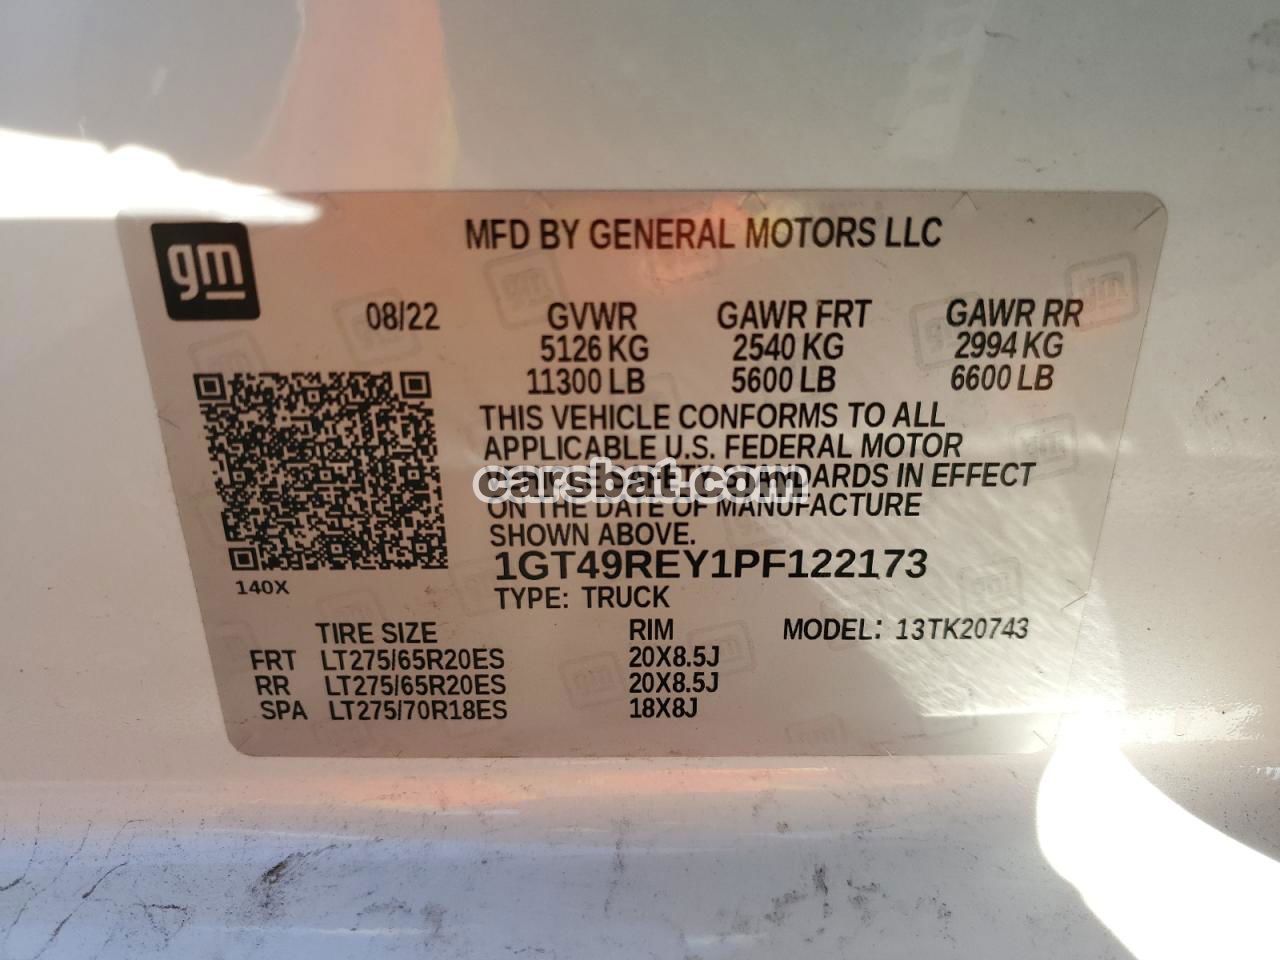 gm
MFD BY GENERAL MOTORS LLC
08/22 GVWR GAWR FRT GAWR RR
5126 KG 2540 KG 2994 KG
11300 LB 5600 LB 6600 LB
THIS VEHICLE CONFORMS TO ALL
APPLICABLE U.S. FEDERAL MOTOR
VEHICLE SAFETY STANDARDS IN EFFECT
carsbat.com
ON THE DATE OF MANUFACTURE
SHOWN ABOVE.
1GT49REY1PF122173
140X
TYPE: TRUCK
TIRE SIZE RIM MODEL: 13TK20743
FRT LT275/65R20ES 20X8.5J
RR LT275/65R20ES 20X8.5J
SPA LT275/70R18ES 18X8J